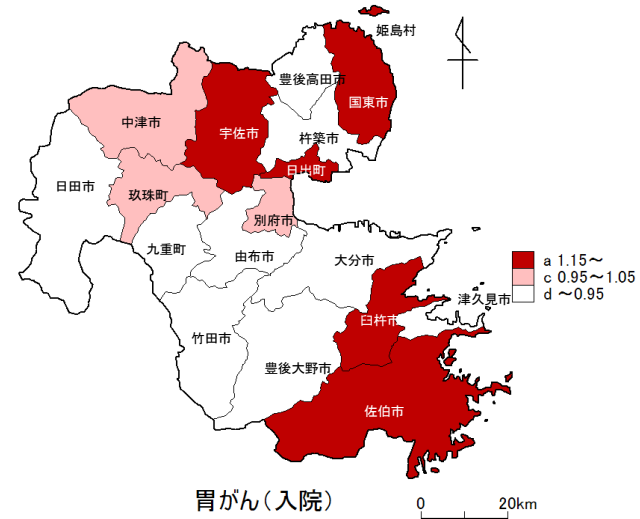 姫島村
豊後高田市
国東市
中津市
宇佐市
杵築市
日出町
日田市
玖珠町
別府市
九重町
由布市
大分市
a 1.15～
c 0.95～1.05
d ～0.95
津久見市
臼杵市
竹田市
豊後大野市
佐伯市
胃がん（入院）
0 20km